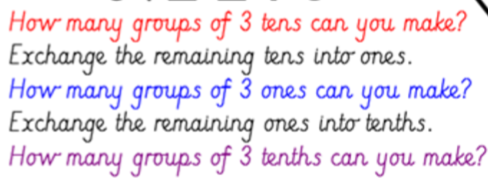 How many groups of 3 tens can you make?
Exchange the remaining tens into ones.
How many groups of 3 ones can you make?
Exchange the remaining ones into tenths.
How many groups of 3 tenths can you make?